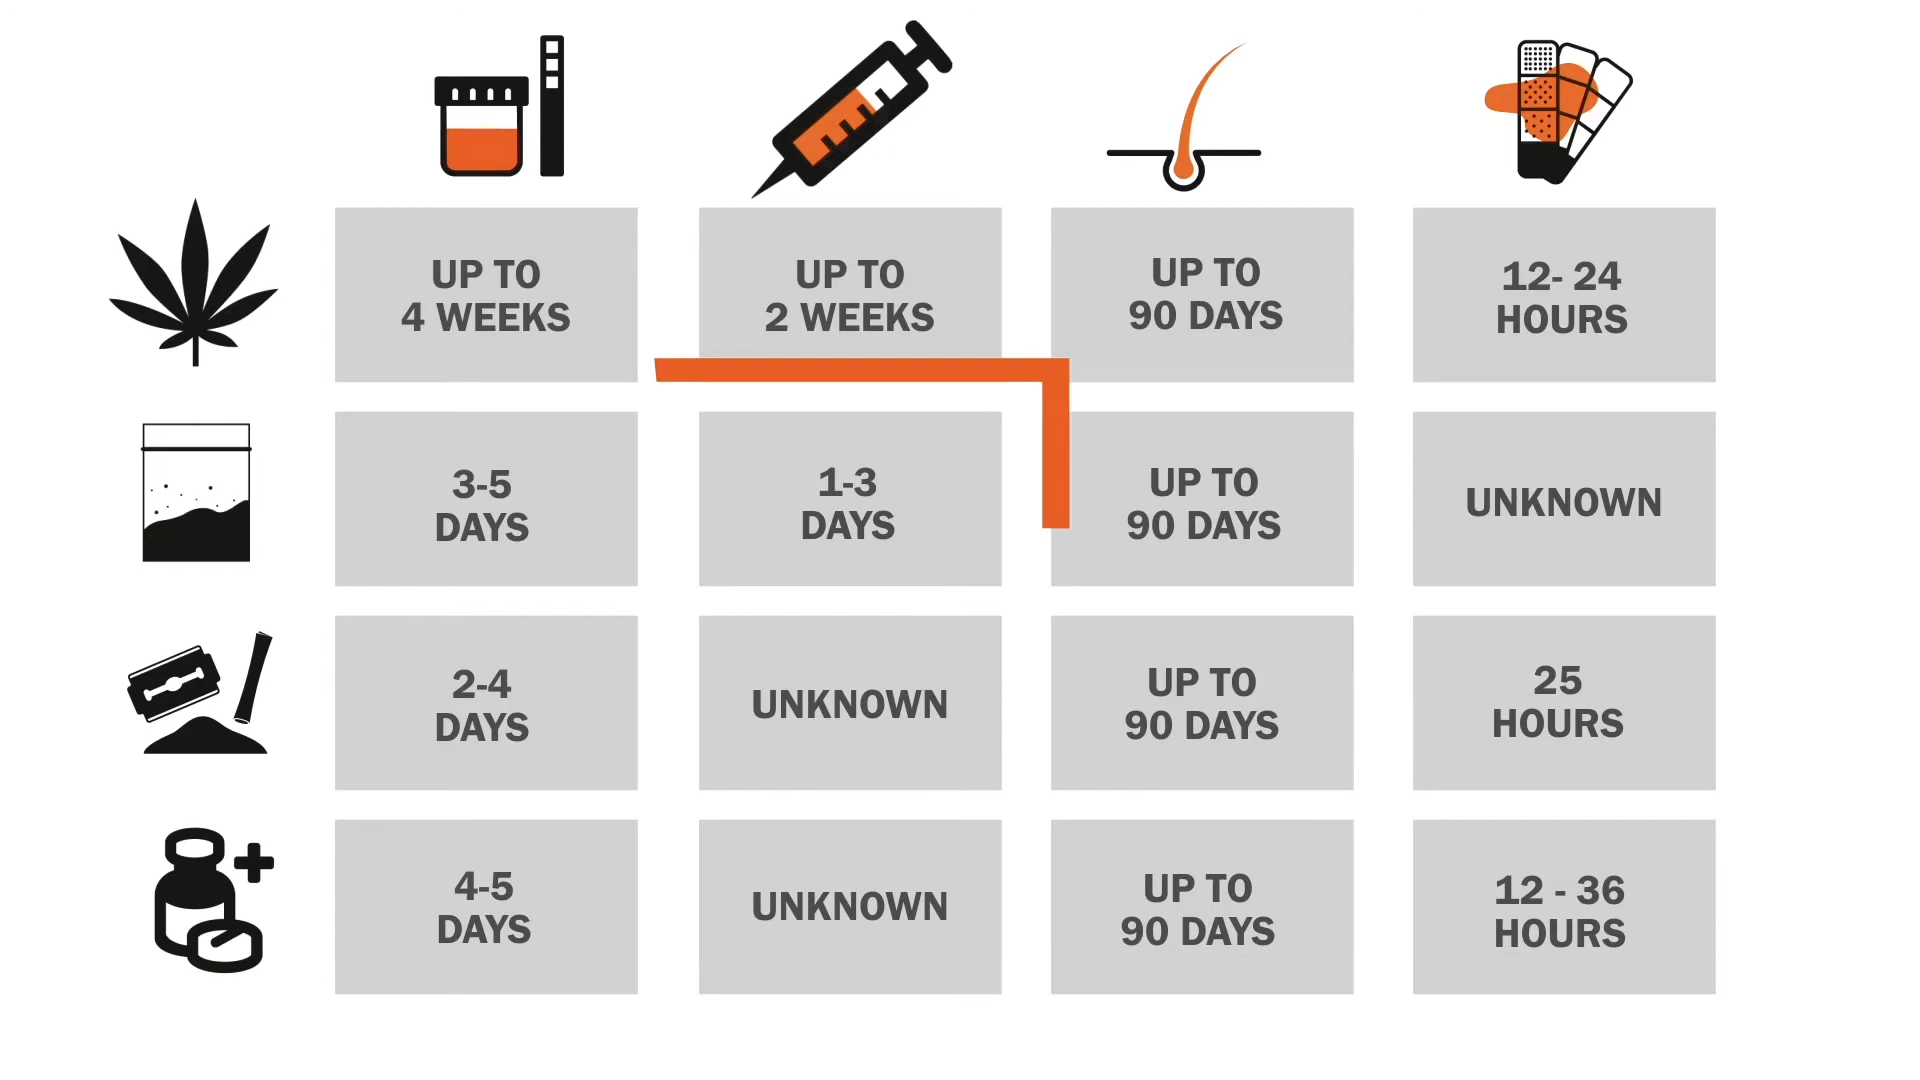 UP TO
4 WEEKS
UP TO
2 WEEKS
UP TO
90 DAYS
12- 24
HOURS
3-5
DAYS
1-3
DAYS
UP TO
90 DAYS
UNKNOWN
2-4
DAYS
UNKNOWN
UP TO
90 DAYS
25
HOURS
4-5
DAYS
UNKNOWN
UP TO
90 DAYS
12 - 36
HOURS